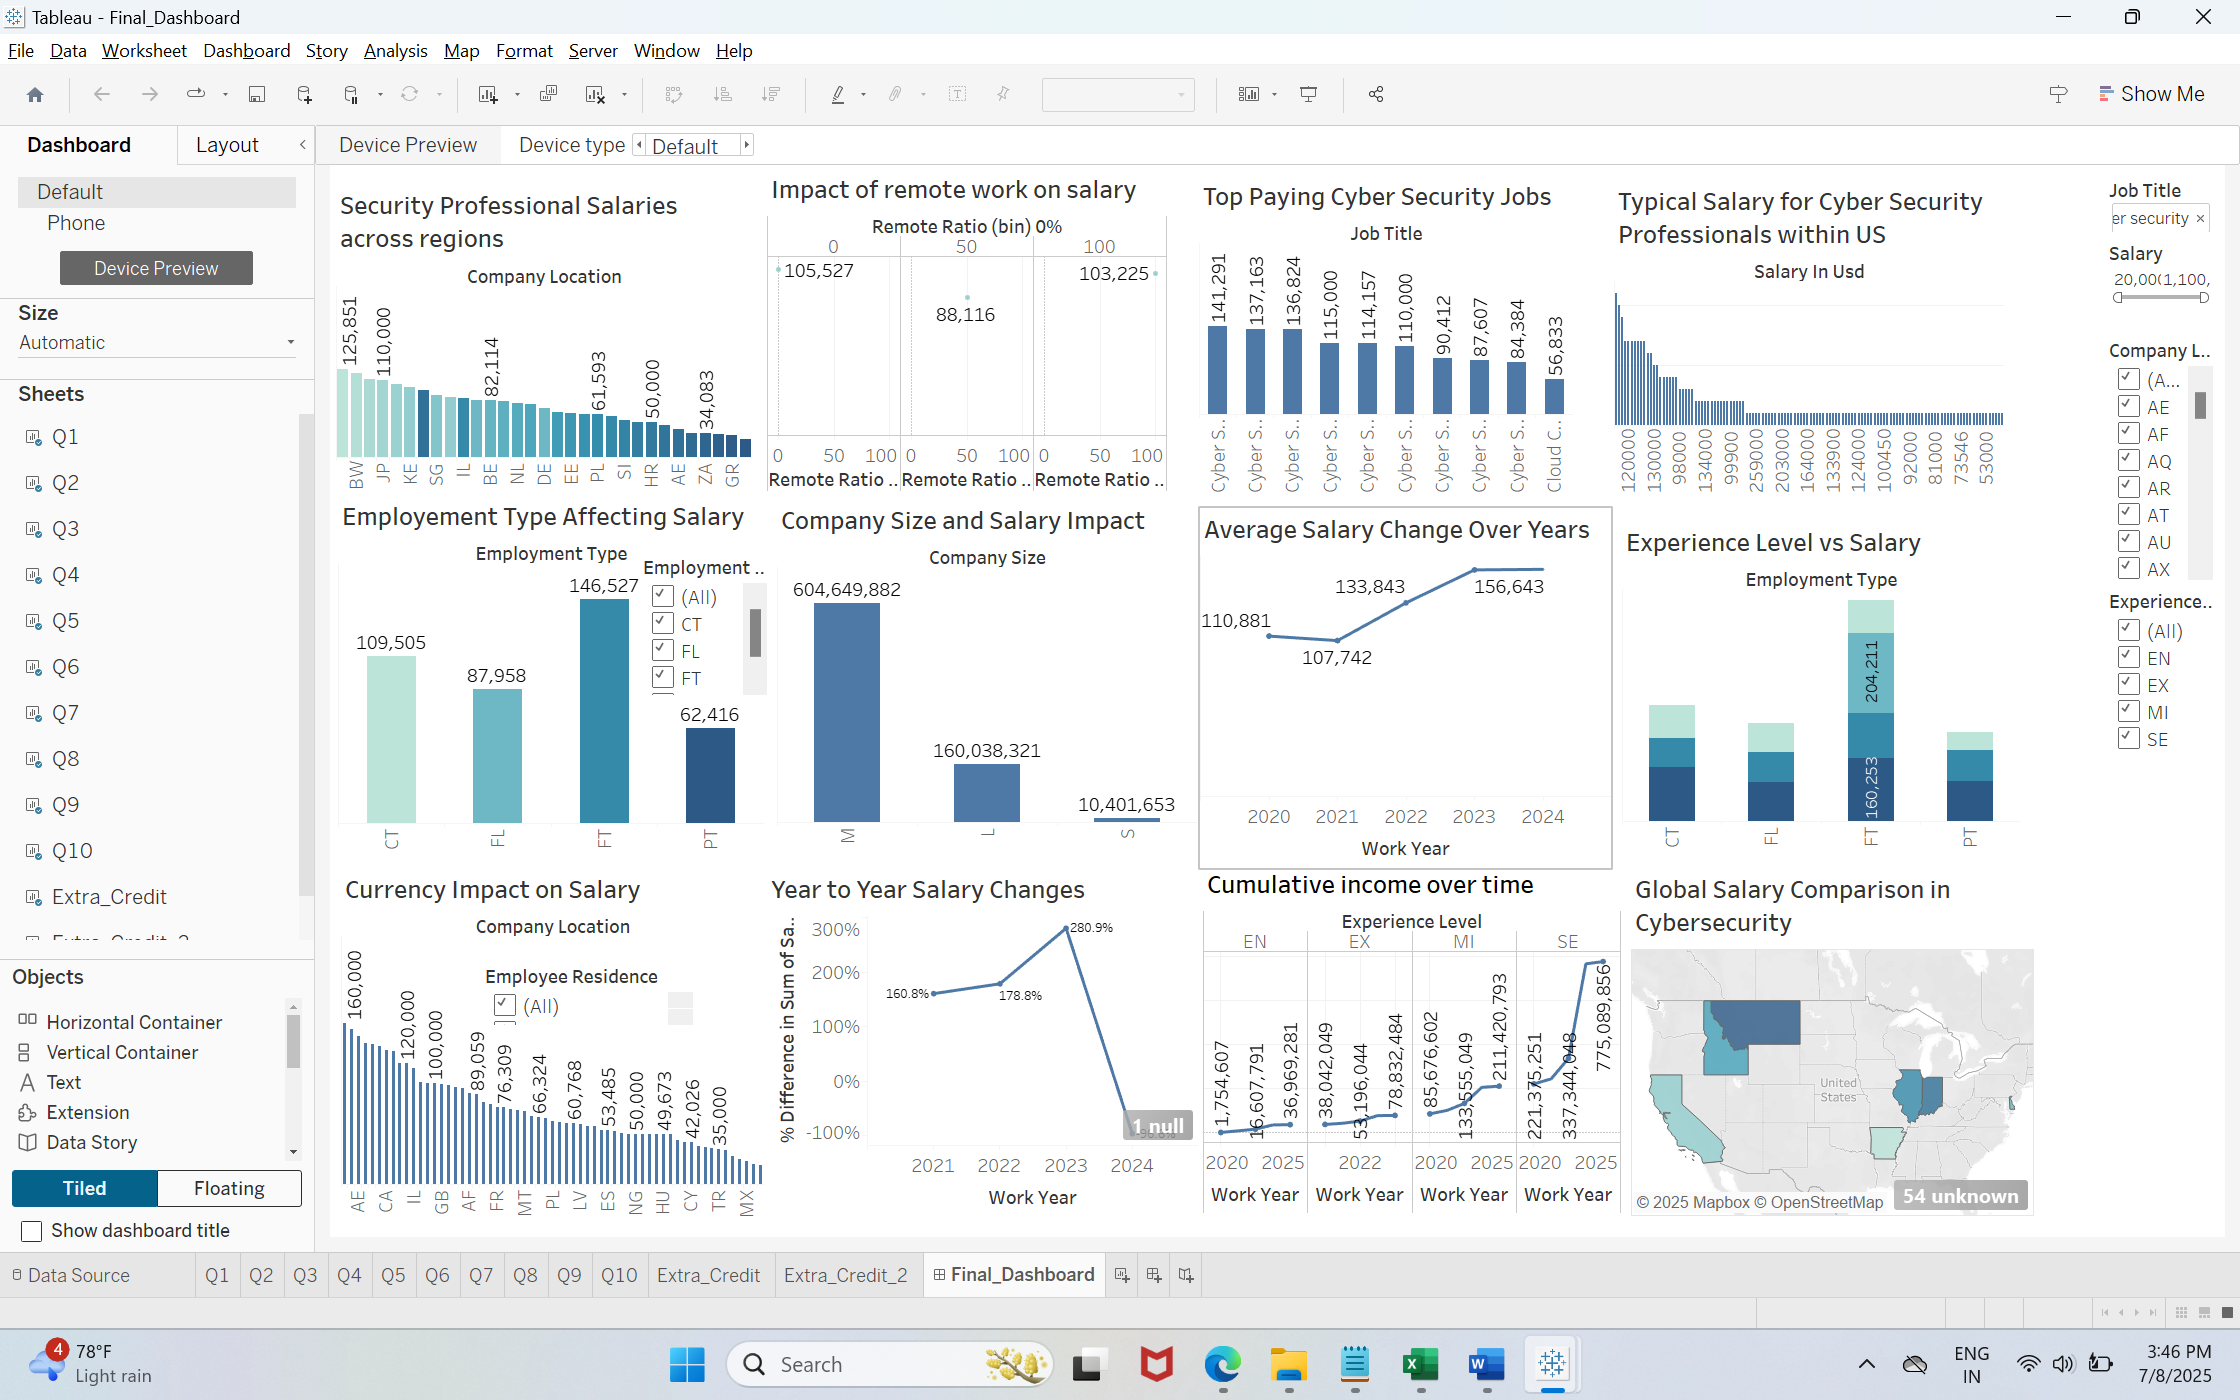 Tableau - Final_Dashboard
File Data Worksheet Dashboard Story Analysis Map Format Server Window Help
Show Me
Dashboard
Layout
Device Preview
Device type
Default
Default
Phone
Device Preview
Size
Automatic
Sheets
Q1
Q2
Q3
Q4
Q5
Q6
Q7
Q8
Q9
Q10
Extra_Credit
Objects
Horizontal Container
Vertical Container
Text
Extension
Data Story
Tiled
Floating
Show dashboard title
Security Professional Salaries
across regions
Company Location
125,851
110,000
82,114
61,593
50,000
34,083
BW JP KE SG IL BE NL DE EE PL SI HR AE ZA GR
Impact of remote work on salary
Remote Ratio (bin) 0%
0 50 100
105,527
88,116
103,225
0 50 100 0 50 100 0 50 100
Remote Ratio .. Remote Ratio .. Remote Ratio ..
Top Paying Cyber Security Jobs
Job Title
141,291
137,163
136,824
115,000
114,157
110,000
90,412
87,607
84,384
56,833
Cyber S.. Cyber S.. Cyber S.. Cyber S.. Cyber S.. Cyber S.. Cyber S.. Cyber S.. Cyber S.. Cloud C..
Typical Salary for Cyber Security
Professionals within US
Salary In Usd
120000 130000 98000 134000 99900 259000 203000 164000 133900 124000 100450 92000 81000 73546 53000
Job Title
er security ×
Salary
20,00(1,100,
Company L..
(A...
AE
AF
AQ
AR
AT
AU
AX
Experience..
(All)
EN
EX
MI
SE
Employement Type Affecting Salary
Employment Type
Employment ..
(All)
CT
FL
FT
109,505
87,958
146,527
62,416
CT FL FT PT
Company Size and Salary Impact
Company Size
604,649,882
160,038,321
10,401,653
M L S
Average Salary Change Over Years
110,881
107,742
133,843
156,643
2020 2021 2022 2023 2024
Work Year
Experience Level vs Salary
Employment Type
204,211
160,253
CT FL FT PT
Currency Impact on Salary
Company Location
Employee Residence
(All)
160,000
120,000
100,000
89,059
76,309
66,324
60,768
53,485
50,000
49,673
42,026
35,000
AE CA IL GB AF FR MT PL LV ES NG HU CY TR MX
Year to Year Salary Changes
% Difference in Sum of Sa..
300%
200%
100%
0%
-100%
160.8%
178.8%
280.9%
1 null
2021 2022 2023 2024
Work Year
Cumulative income over time
Experience Level
EN EX MI SE
1,754,607
16,607,791
36,969,281
38,042,049
53,196,044
78,832,484
85,676,602
133,555,049
211,420,793
221,375,251
337,344,648
775,089,856
2020 2025 2022 2020 2025 2020 2025
Work Year Work Year Work Year Work Year
Global Salary Comparison in
Cybersecurity
United
States
© 2025 Mapbox © OpenStreetMap
54 unknown
Data Source Q1 Q2 Q3 Q4 Q5 Q6 Q7 Q8 Q9 Q10 Extra_Credit Extra_Credit_2 Final_Dashboard
4
78°F
Light rain
Search
ENG
IN
3:46 PM
7/8/2025